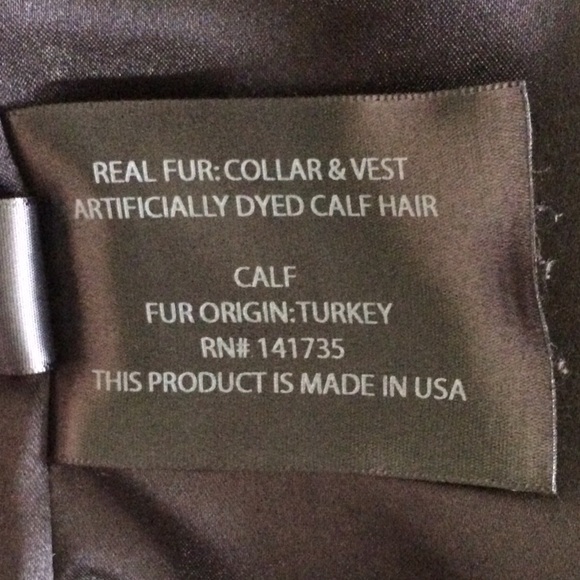 REAL FUR: COLLAR & VEST
ARTIFICIALLY DYED CALF HAIR
CALF
FUR ORIGIN: TURKEY
RN# 141735
THIS PRODUCT IS MADE IN USA